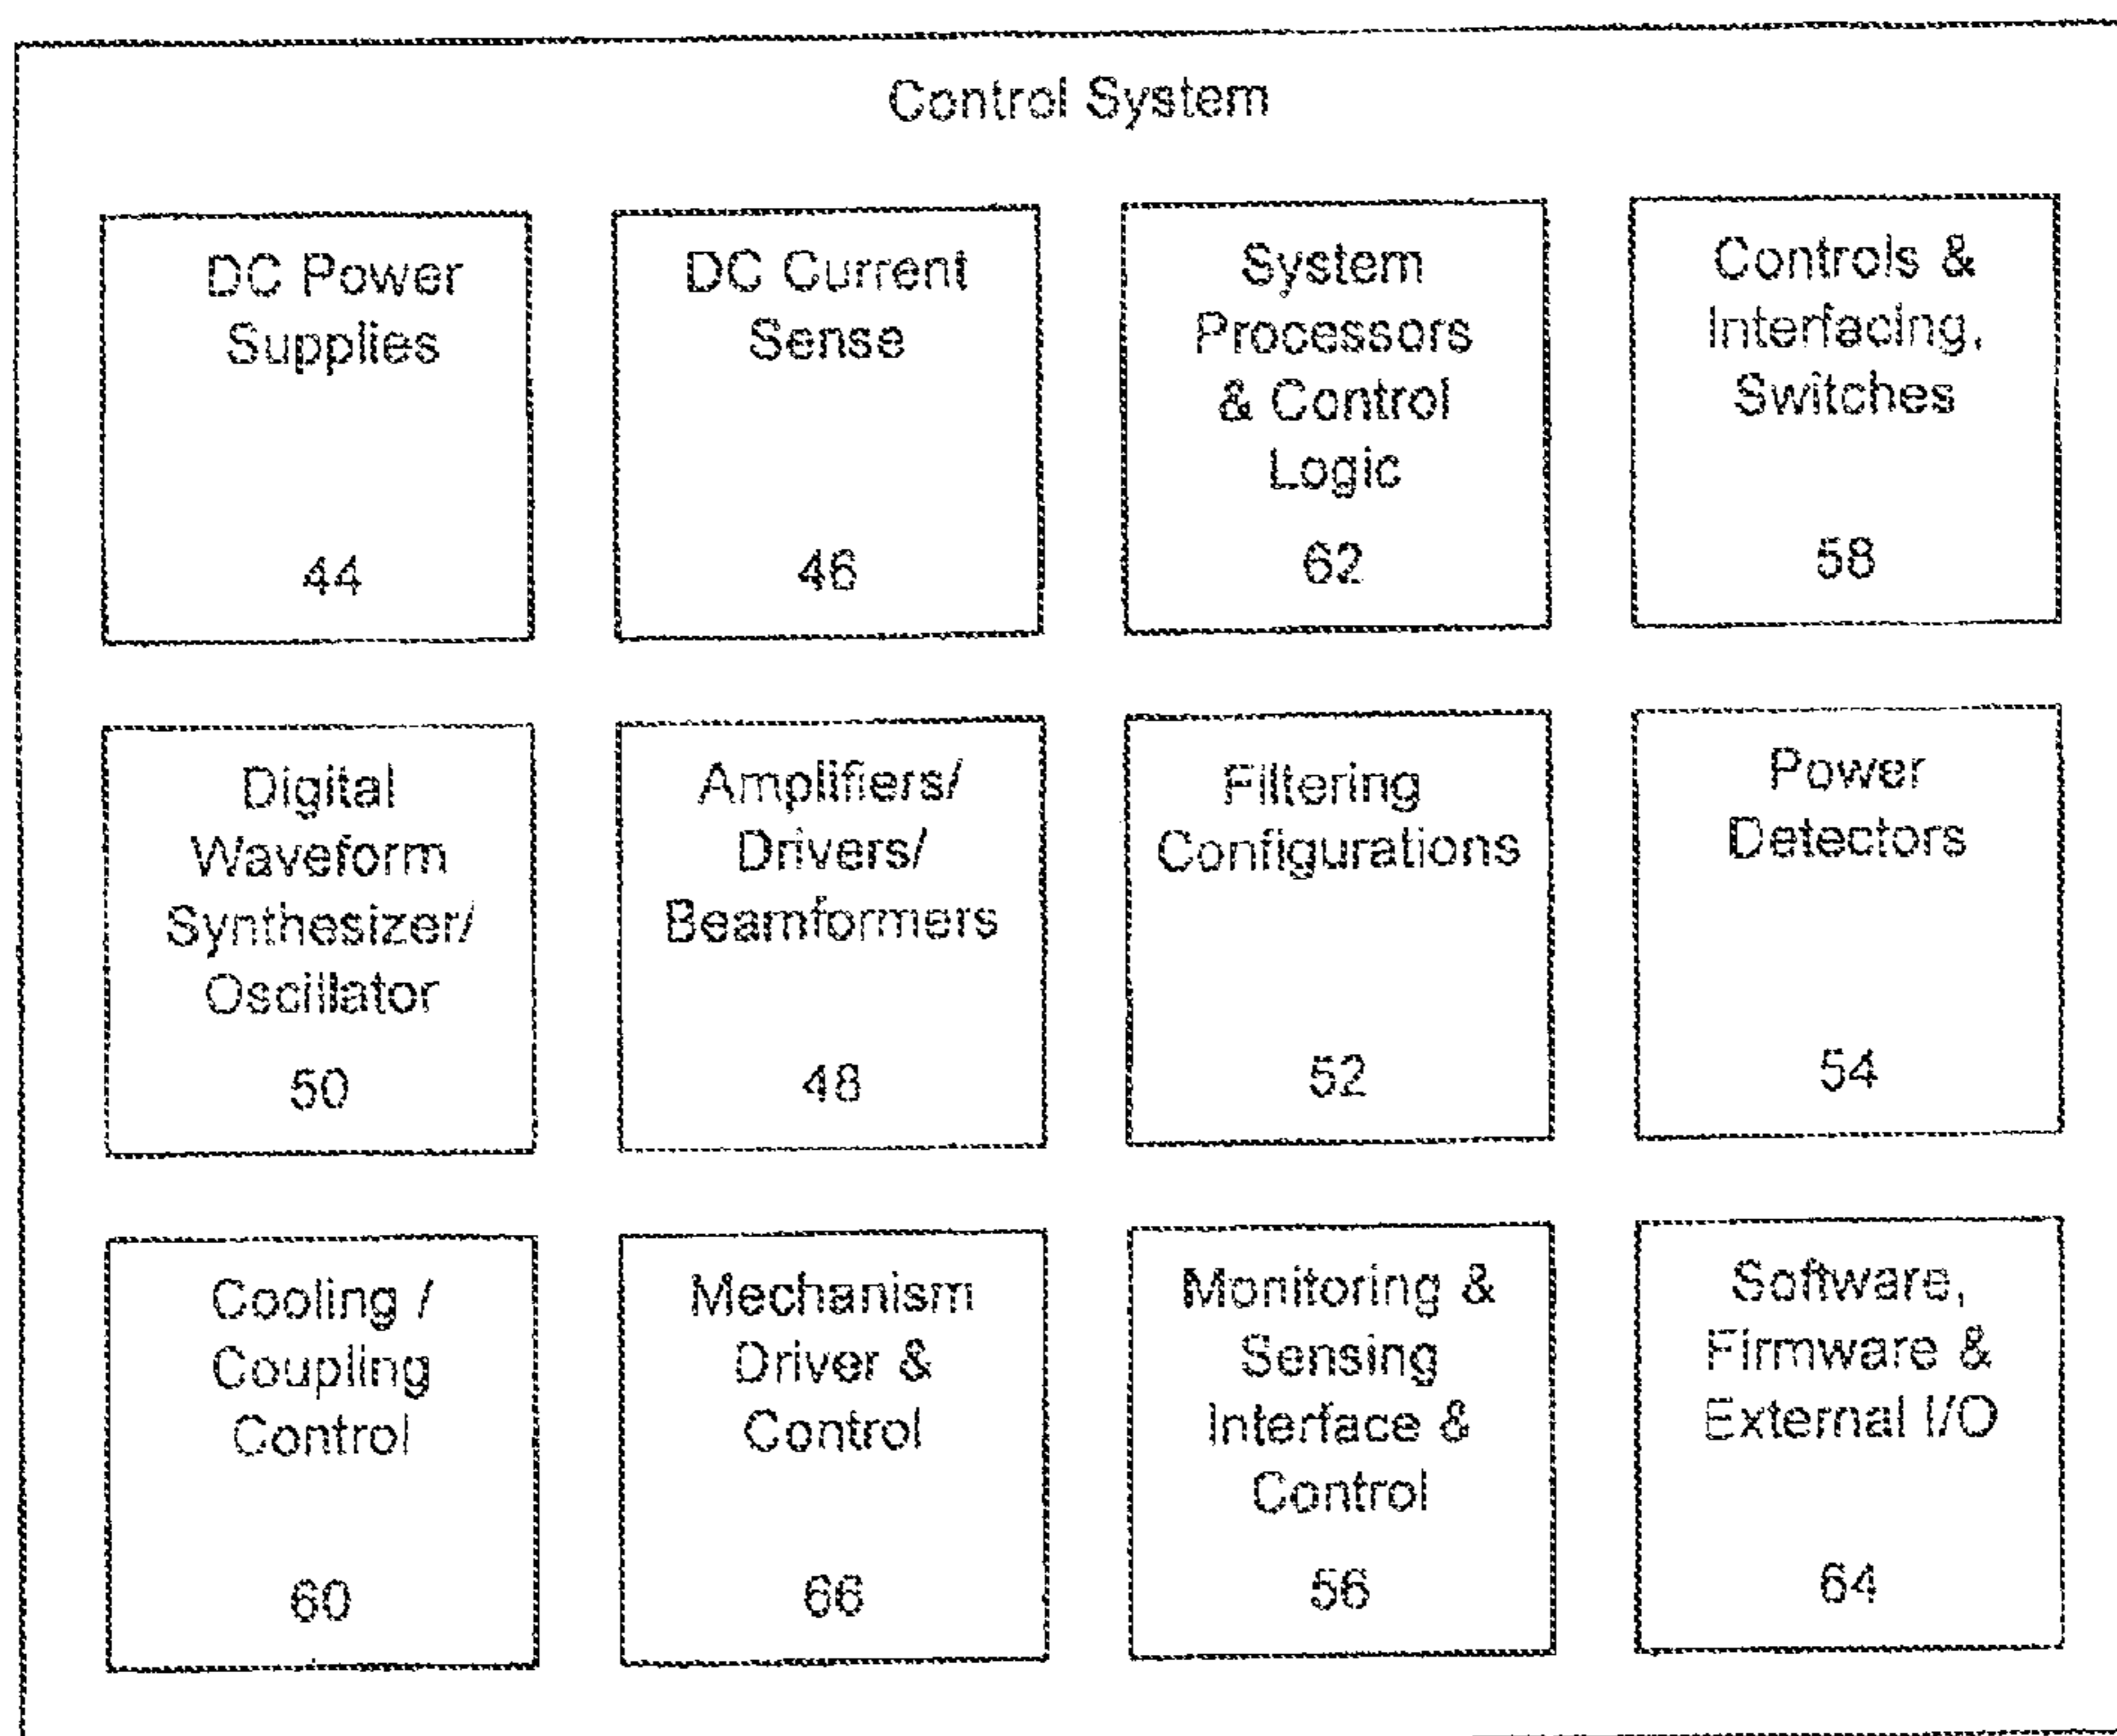 Control System
DC Power
Supplies
44
DC Current
Sense
46
System
Processors
& Control
Logic
62
Controls &
Interfacing,
Switches
58
Digital
Waveform
Synthesizer/
Oscillator
50
Amplifiers/
Drivers/
Beamformers
48
Filtering
Configurations
52
Power
Detectors
54
Cooling /
Coupling
Control
60
Mechanism
Driver &
Control
66
Monitoring &
Sensing
Interface &
Control
56
Software,
Firmware &
External I/O
64